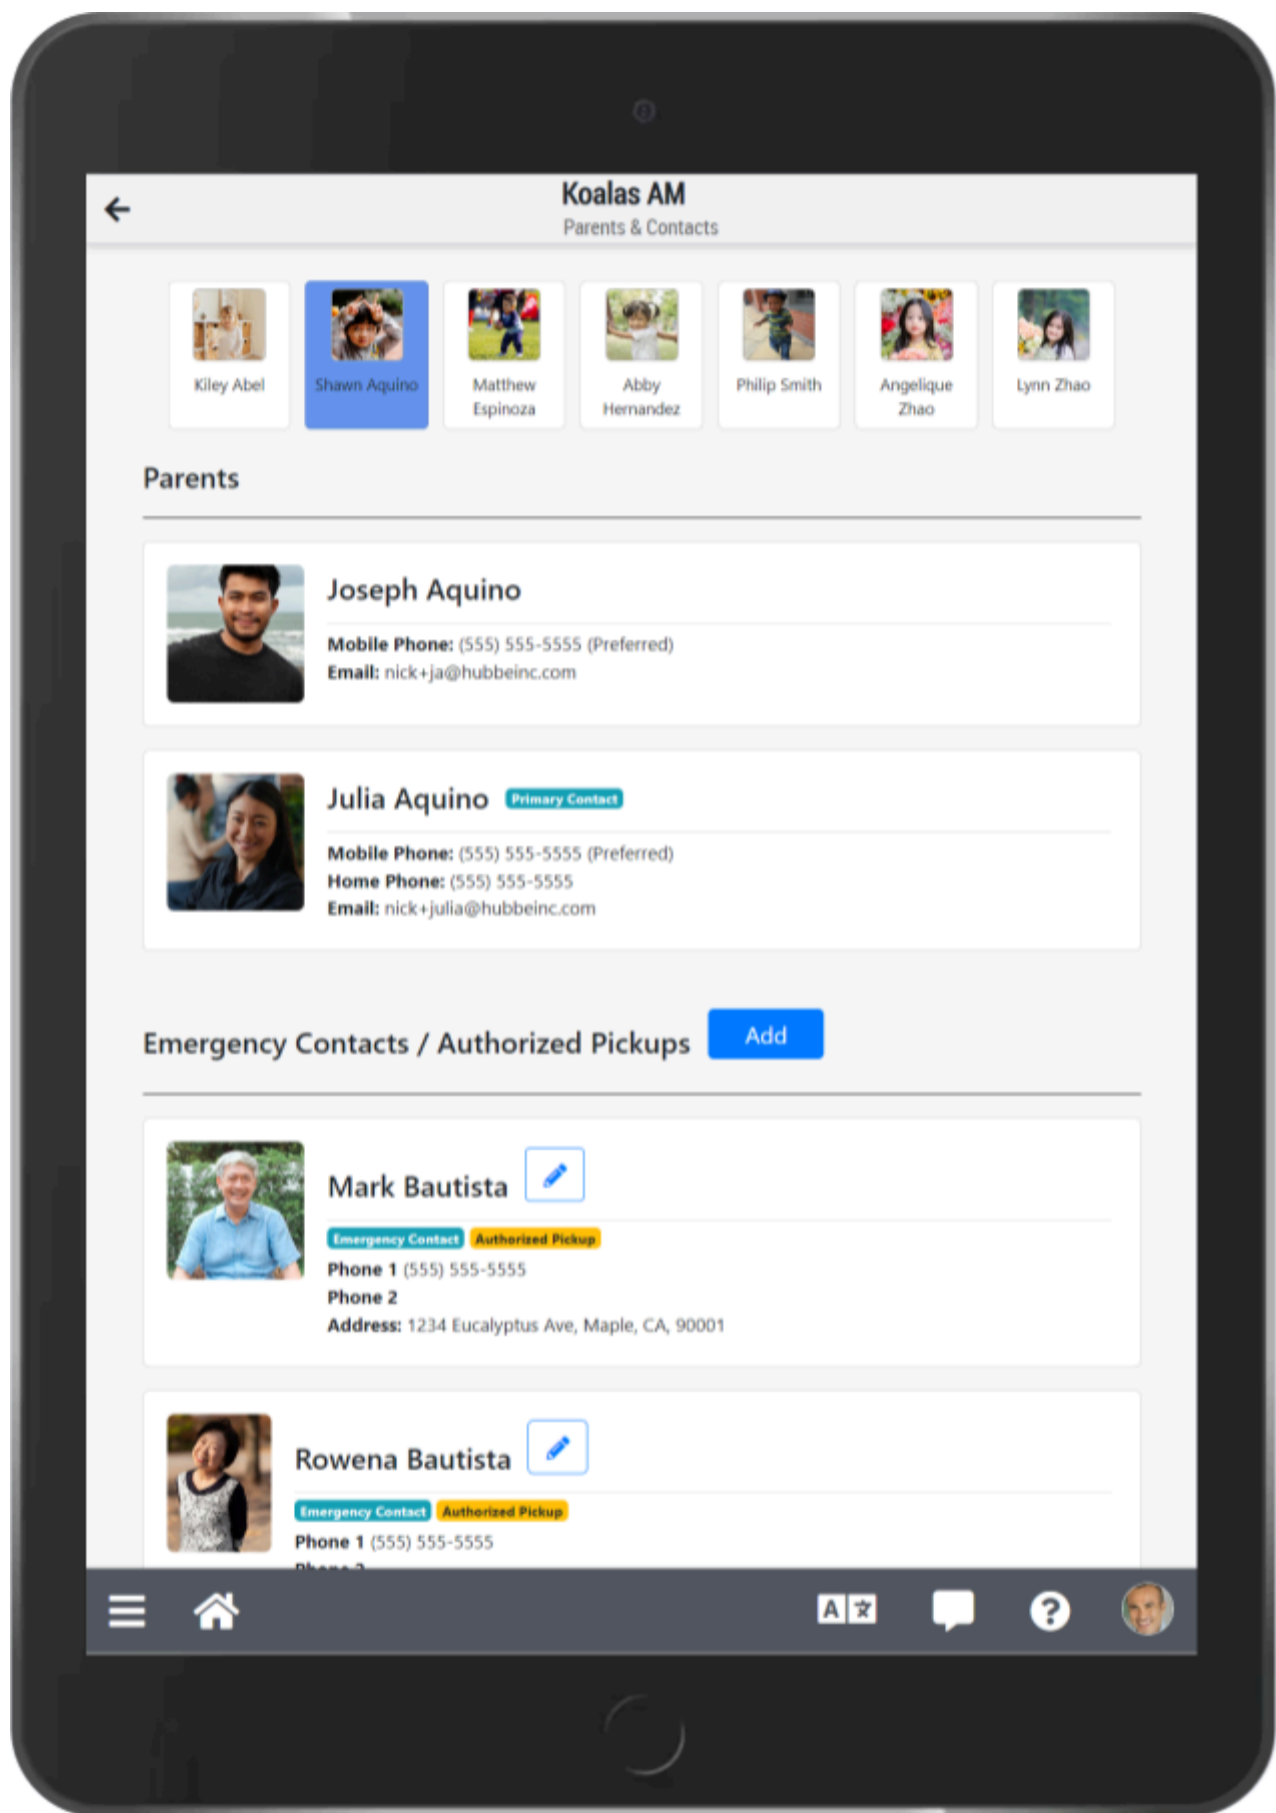 Koalas AM
Parents & Contacts
Kiley Abel
Shawn Aquino
Matthew
Espinoza
Abby
Hernandez
Philip Smith
Angelique
Zhao
Lynn Zhao
Parents
Joseph Aquino
Mobile Phone: (555) 555-5555 (Preferred)
Email: nick+ja@hubbeinc.com
Julia Aquino Primary Contact
Mobile Phone: (555) 555-5555 (Preferred)
Home Phone: (555) 555-5555
Email: nick+julia@hubbeinc.com
Emergency Contacts / Authorized Pickups Add
Mark Bautista
Emergency Contact Authorized Pickup
Phone 1 (555) 555-5555
Phone 2
Address: 1234 Eucalyptus Ave, Maple, CA, 90001
Rowena Bautista
Emergency Contact Authorized Pickup
Phone 1 (555) 555-5555
Phone 2
A 文